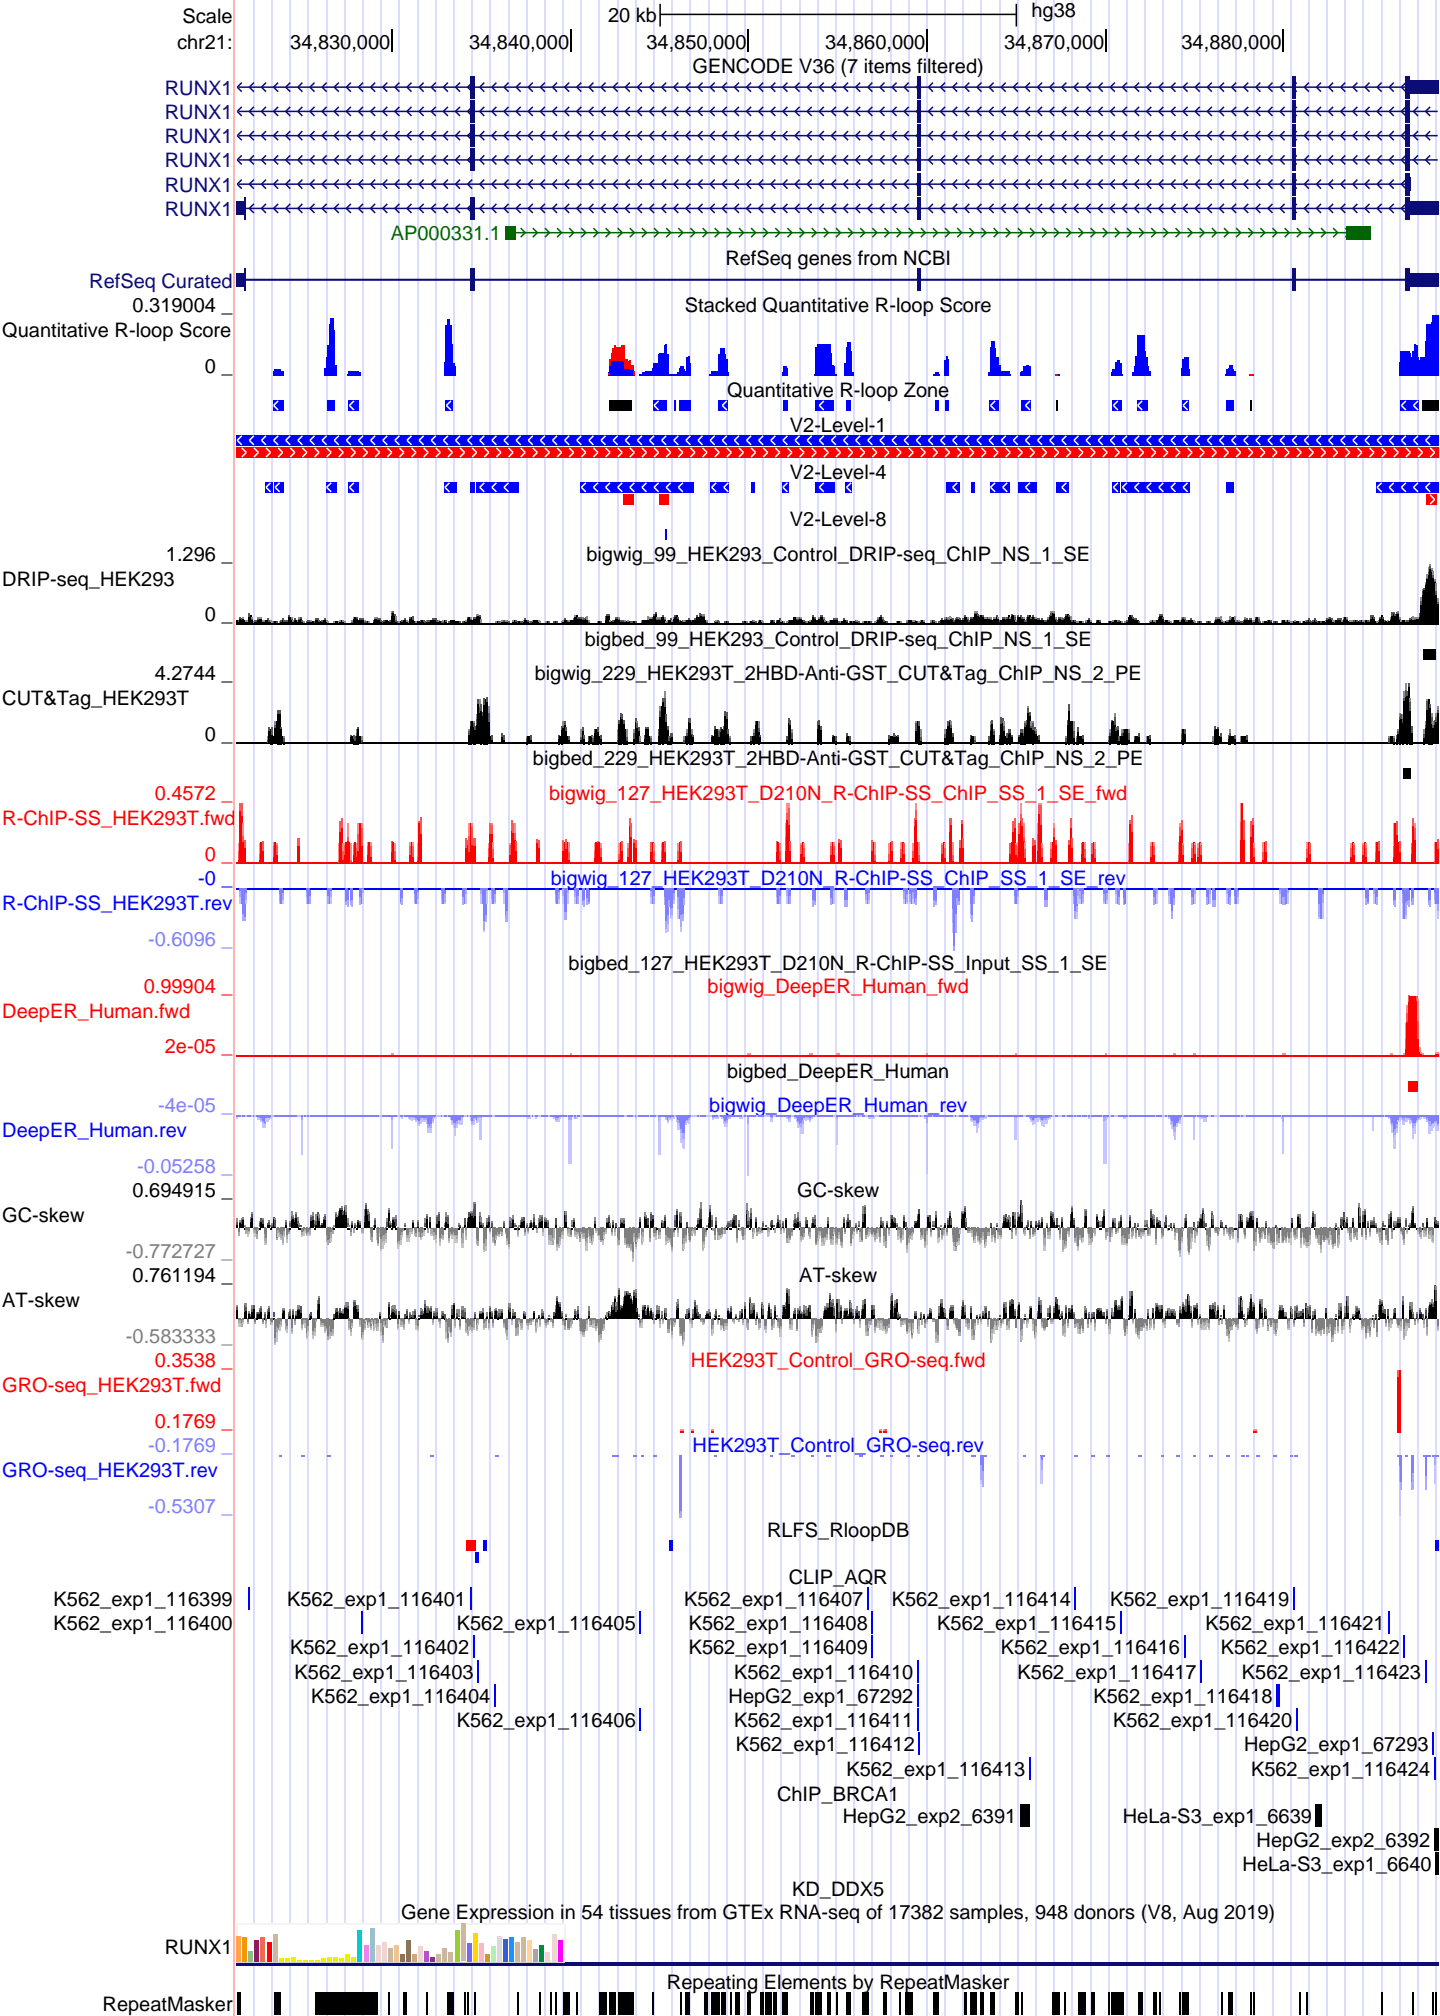 Scale 20 kb hg38
chr21: 34,830,000 34,840,000 34,850,000 34,860,000 34,870,000 34,880,000
GENCODE V36 (7 items filtered)
RUNX1
RUNX1
RUNX1
RUNX1
RUNX1
RUNX1
AP000331.1
RefSeq genes from NCBI
RefSeq Curated
0.319004 _ Stacked Quantitative R-loop Score
Quantitative R-loop Score
0 _
Quantitative R-loop Zone
V2-Level-1
V2-Level-4
V2-Level-8
1.296 _ bigwig_99_HEK293_Control_DRIP-seq_ChIP_NS_1_SE
DRIP-seq_HEK293
0 _
bigbed_99_HEK293_Control_DRIP-seq_ChIP_NS_1_SE
4.2744 _ bigwig_229_HEK293T_2HBD-Anti-GST_CUT&Tag_ChIP_NS_2_PE
CUT&Tag_HEK293T
0 _
bigbed_229_HEK293T_2HBD-Anti-GST_CUT&Tag_ChIP_NS_2_PE
0.4572 _ bigwig_127_HEK293T_D210N_R-ChIP-SS_ChIP_SS_1_SE_fwd
R-ChIP-SS_HEK293T.fwd
0 _
-0 _ bigwig_127_HEK293T_D210N_R-ChIP-SS_ChIP_SS_1_SE_rev
R-ChIP-SS_HEK293T.rev
-0.6096 _
bigbed_127_HEK293T_D210N_R-ChIP-SS_Input_SS_1_SE
0.99904 _ bigwig_DeepER_Human_fwd
DeepER_Human.fwd
2e-05 _
bigbed_DeepER_Human
-4e-05 _ bigwig_DeepER_Human_rev
DeepER_Human.rev
-0.05258 _
0.694915 _ GC-skew
GC-skew
-0.772727 _
0.761194 _ AT-skew
AT-skew
-0.583333 _
0.3538 _ HEK293T_Control_GRO-seq.fwd
GRO-seq_HEK293T.fwd
0.1769 _
-0.1769 _ HEK293T_Control_GRO-seq.rev
GRO-seq_HEK293T.rev
-0.5307 _
RLFS_RloopDB
CLIP_AQR
K562_exp1_116399 K562_exp1_116401 K562_exp1_116407 K562_exp1_116414 K562_exp1_116419
K562_exp1_116400 K562_exp1_116405 K562_exp1_116408 K562_exp1_116415 K562_exp1_116421
K562_exp1_116402 K562_exp1_116409 K562_exp1_116416 K562_exp1_116422
K562_exp1_116403 K562_exp1_116410 K562_exp1_116417 K562_exp1_116423
K562_exp1_116404 HepG2_exp1_67292 K562_exp1_116418
K562_exp1_116406 K562_exp1_116411 K562_exp1_116420
K562_exp1_116412 HepG2_exp1_67293
K562_exp1_116413 K562_exp1_116424
ChIP_BRCA1
HepG2_exp2_6391 HeLa-S3_exp1_6639
HepG2_exp2_6392
HeLa-S3_exp1_6640
KD_DDX5
Gene Expression in 54 tissues from GTEx RNA-seq of 17382 samples, 948 donors (V8, Aug 2019)
RUNX1
Repeating Elements by RepeatMasker
RepeatMasker